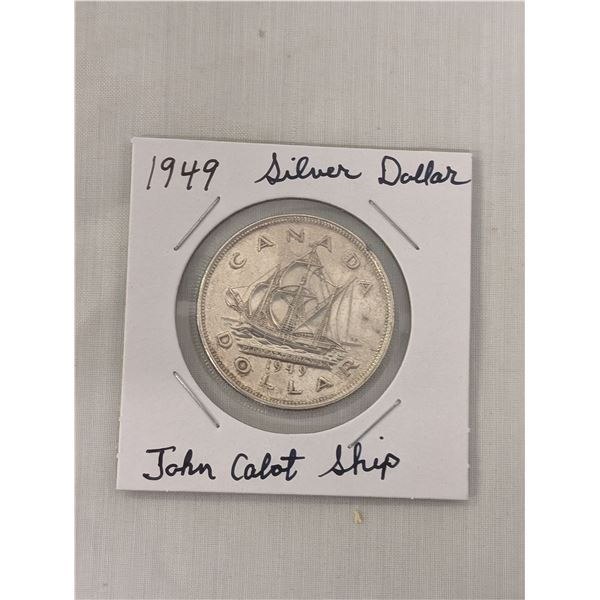 1949 Silver Dollar
CANADA
1949
DOLLAR
John Cabot Ship